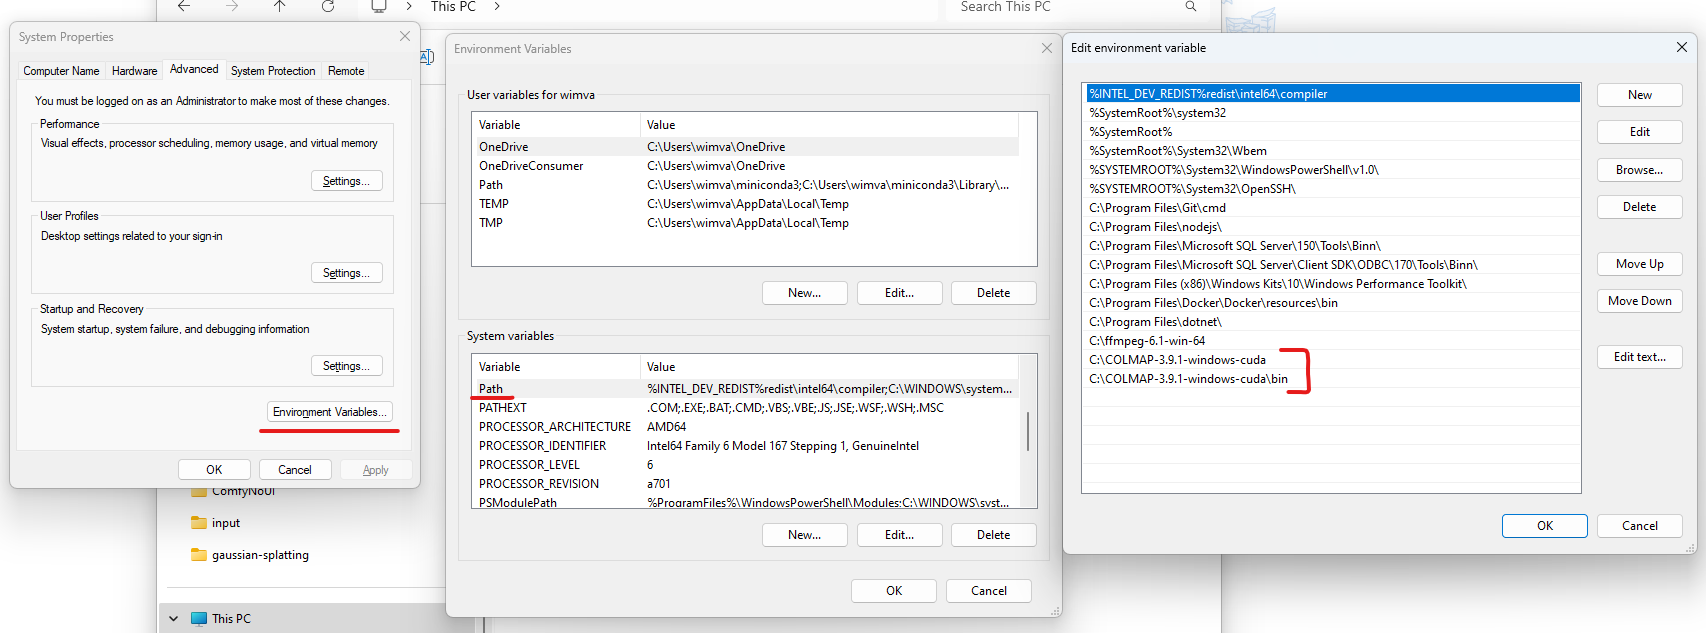 This PC
Search This PC
System Properties
Computer Name
Hardware
Advanced
System Protection
Remote
You must be logged on as an Administrator to make most of these changes.
Performance
Visual effects, processor scheduling, memory usage, and virtual memory
Settings...
User Profiles
Desktop settings related to your sign-in
Settings...
Startup and Recovery
System startup, system failure, and debugging information
Settings...
Environment Variables...
OK
Cancel
Apply
ComfyNoUI
input
gaussian-splatting
This PC
Environment Variables
User variables for wimva
Variable Value
OneDrive C:\Users\wimva\OneDrive
OneDriveConsumer C:\Users\wimva\OneDrive
Path C:\Users\wimva\miniconda3;C:\Users\wimva\miniconda3\Library\...
TEMP C:\Users\wimva\AppData\Local\Temp
TMP C:\Users\wimva\AppData\Local\Temp
New...
Edit...
Delete
System variables
Variable Value
Path %INTEL_DEV_REDIST%redist\intel64\compiler;C:\WINDOWS\system...
PATHEXT .COM;.EXE;.BAT;.CMD;.VBS;.VBE;.JS;.JSE;.WSF;.WSH;.MSC
PROCESSOR_ARCHITECTURE AMD64
PROCESSOR_IDENTIFIER Intel64 Family 6 Model 167 Stepping 1, GenuineIntel
PROCESSOR_LEVEL 6
PROCESSOR_REVISION a701
PSModulePath %ProgramFiles%\WindowsPowerShell\Modules;C:\WINDOWS\syst...
New...
Edit...
Delete
OK
Cancel
Edit environment variable
%INTEL_DEV_REDIST%redist\intel64\compiler
%SystemRoot%\system32
%SystemRoot%
%SystemRoot%\System32\Wbem
%SYSTEMROOT%\System32\WindowsPowerShell\v1.0\
%SYSTEMROOT%\System32\OpenSSH\
C:\Program Files\Git\cmd
C:\Program Files\nodejs\
C:\Program Files\Microsoft SQL Server\150\Tools\Binn\
C:\Program Files\Microsoft SQL Server\Client SDK\ODBC\170\Tools\Binn\
C:\Program Files (x86)\Windows Kits\10\Windows Performance Toolkit\
C:\Program Files\Docker\Docker\resources\bin
C:\Program Files\dotnet\
C:\ffmpeg-6.1-win-64
C:\COLMAP-3.9.1-windows-cuda
C:\COLMAP-3.9.1-windows-cuda\bin
New
Edit
Browse...
Delete
Move Up
Move Down
Edit text...
OK
Cancel